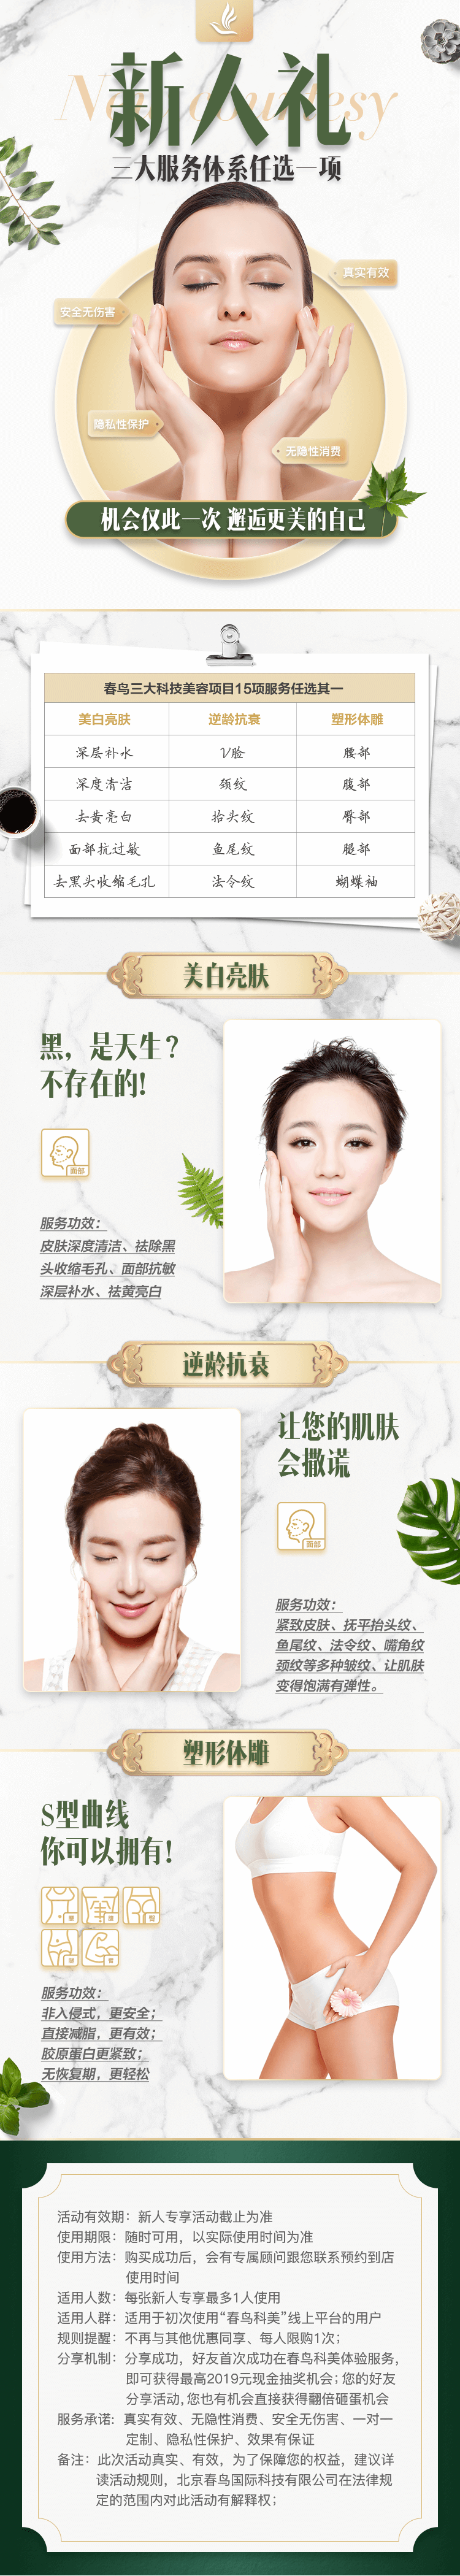 New courtesy
新人礼
三大服务体系任选一项
真实有效
安全无伤害
隐私性保护
无隐性消费
机会仅此一次 邂逅更美的自己
春鸟三大科技美容项目15项服务任选其一
美白亮肤 逆龄抗衰 塑形体雕
深层补水 V脸 腰部
深度清洁 颈纹 腹部
去黄亮白 抬头纹 臀部
面部抗过敏 鱼尾纹 腿部
去黑头收缩毛孔 法令纹 蝴蝶袖
美白亮肤
黑，是天生？
不存在的！
面部
服务功效：
皮肤深度清洁、祛除黑
头收缩毛孔、面部抗敏
深层补水、祛黄亮白
逆龄抗衰
让您的肌肤
会撒谎
面部
服务功效：
紧致皮肤、抚平抬头纹、
鱼尾纹、法令纹、嘴角纹
颈纹等多种皱纹、让肌肤
变得饱满有弹性。
塑形体雕
S型曲线
你可以拥有！
服务功效：
非入侵式，更安全；
直接减脂，更有效；
胶原蛋白更紧致；
无恢复期，更轻松
活动有效期：新人专享活动截止为准
使用期限：随时可用，以实际使用时间为准
使用方法：购买成功后，会有专属顾问跟您联系预约到店
使用时间
适用人数：每张新人专享最多1人使用
适用人群：适用于初次使用“春鸟科美”线上平台的用户
规则提醒：不再与其他优惠同享、每人限购1次；
分享机制：分享成功，好友首次成功在春鸟科美体验服务，
即可获得最高2019元现金抽奖机会；您的好友
分享活动，您也有机会直接获得翻倍砸蛋机会
服务承诺：真实有效、无隐性消费、安全无伤害、一对一
定制、隐私性保护、效果有保证
备注：此次活动真实、有效，为了保障您的权益，建议详
读活动规则，北京春鸟国际科技有限公司在法律规
定的范围内对此活动有解释权；